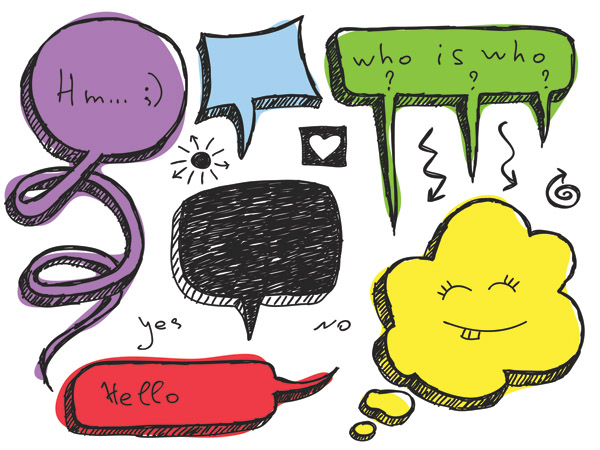 Hm... ;)
who is who
? ? ?
yes
NO
Hello